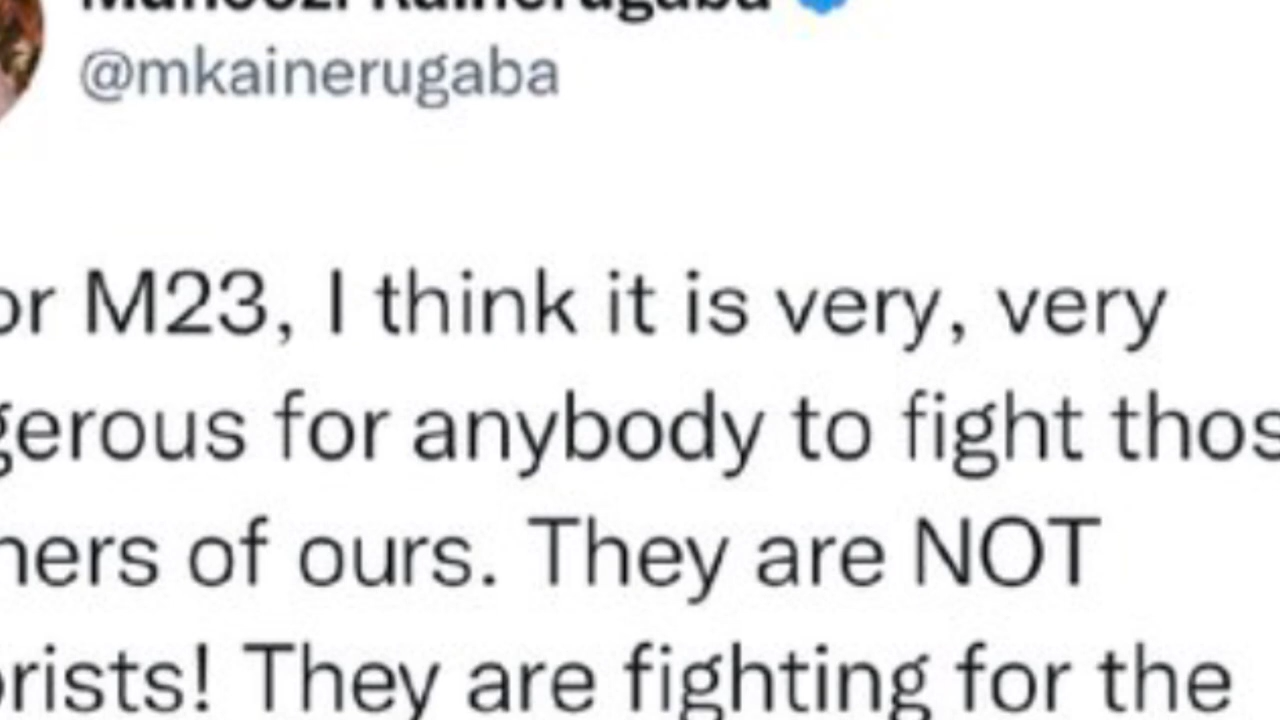 Kainerugaba
@mkainerugaba
or M23, I think it is very, very
gerous for anybody to fight thos
hers of ours. They are NOT
orists! They are fighting for the